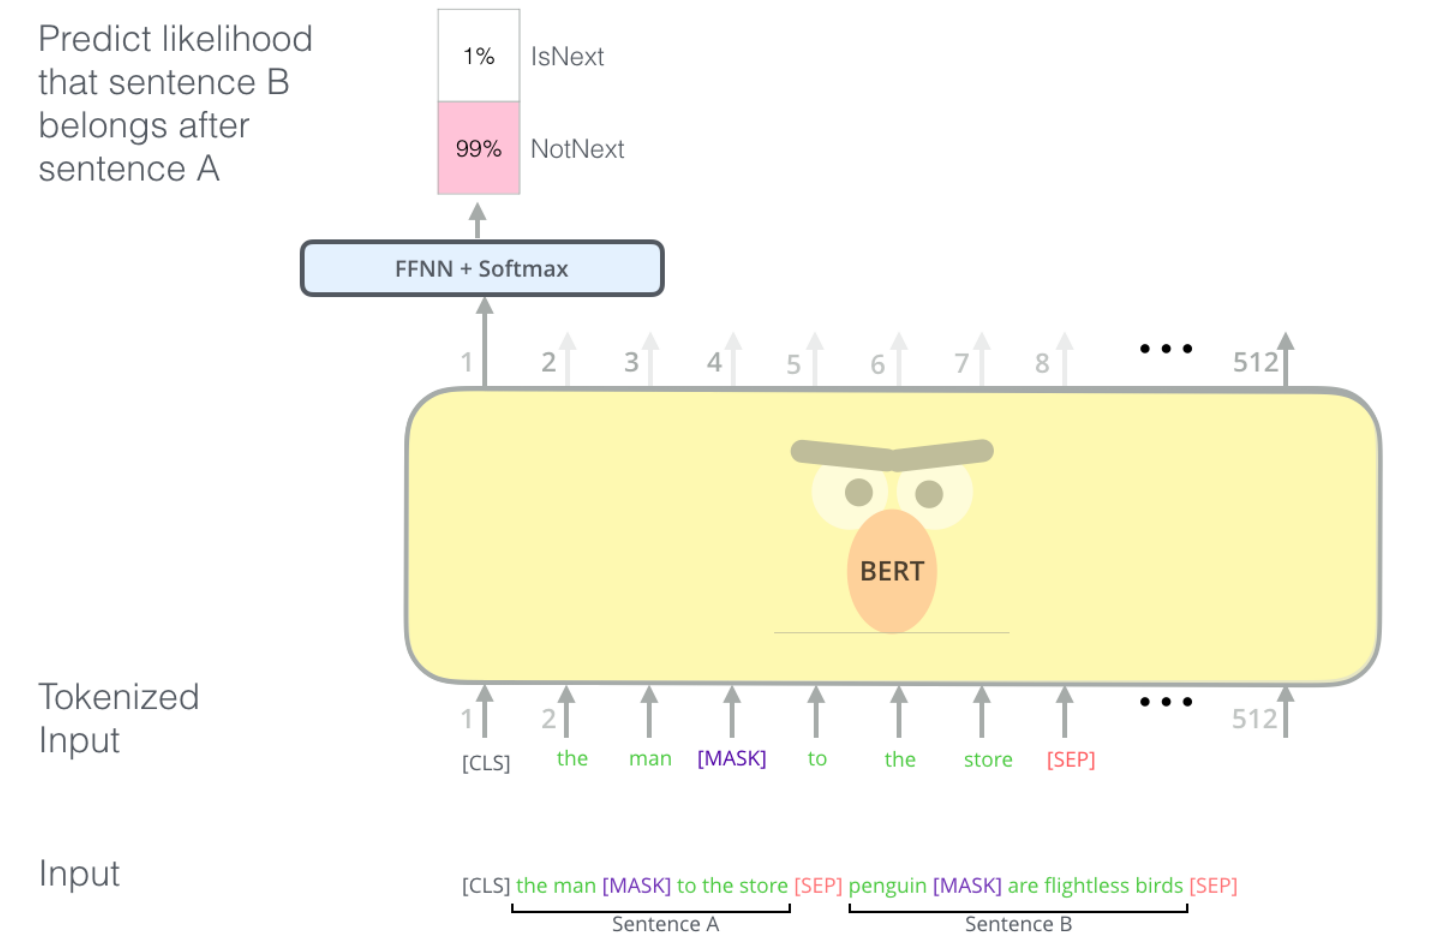 Predict likelihood
that sentence B
belongs after
sentence A
1% IsNext
99% NotNext
FFNN + Softmax
1 2 3 4 5 6 7 8 ••• 512
BERT
Tokenized
Input
1 2 ••• 512
[CLS] the man [MASK] to the store [SEP]
Input
[CLS] the man [MASK] to the store [SEP] penguin [MASK] are flightless birds [SEP]
Sentence A Sentence B